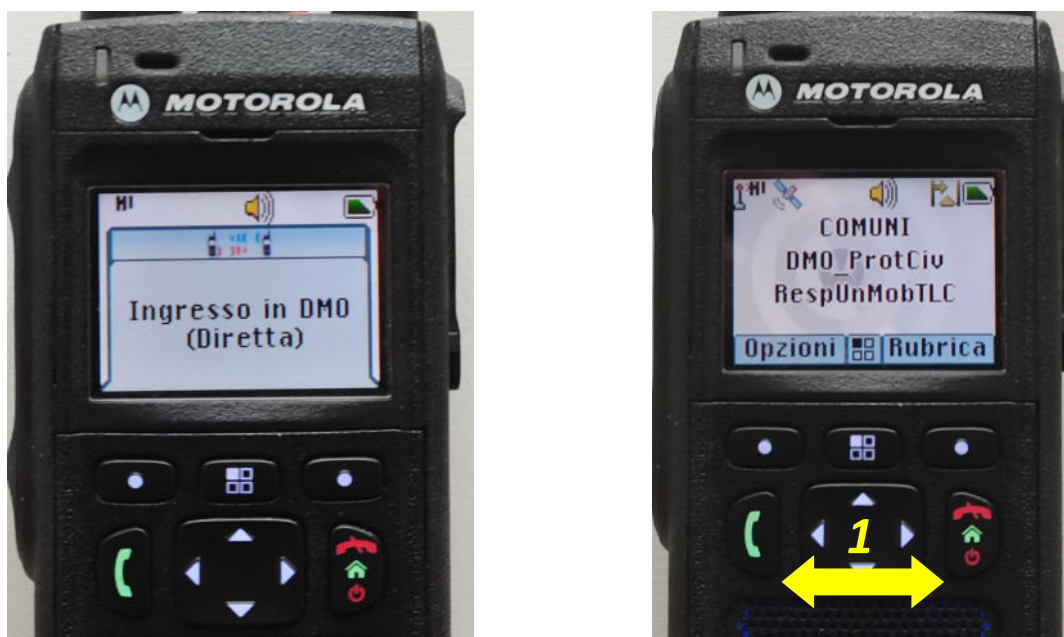 MOTOROLA
HI
Ingresso in DMO
(Diretta)
MOTOROLA
HI
COMUNI
DMO_ProtCiv
RespUnMobTLC
Opzioni
Rubrica
1